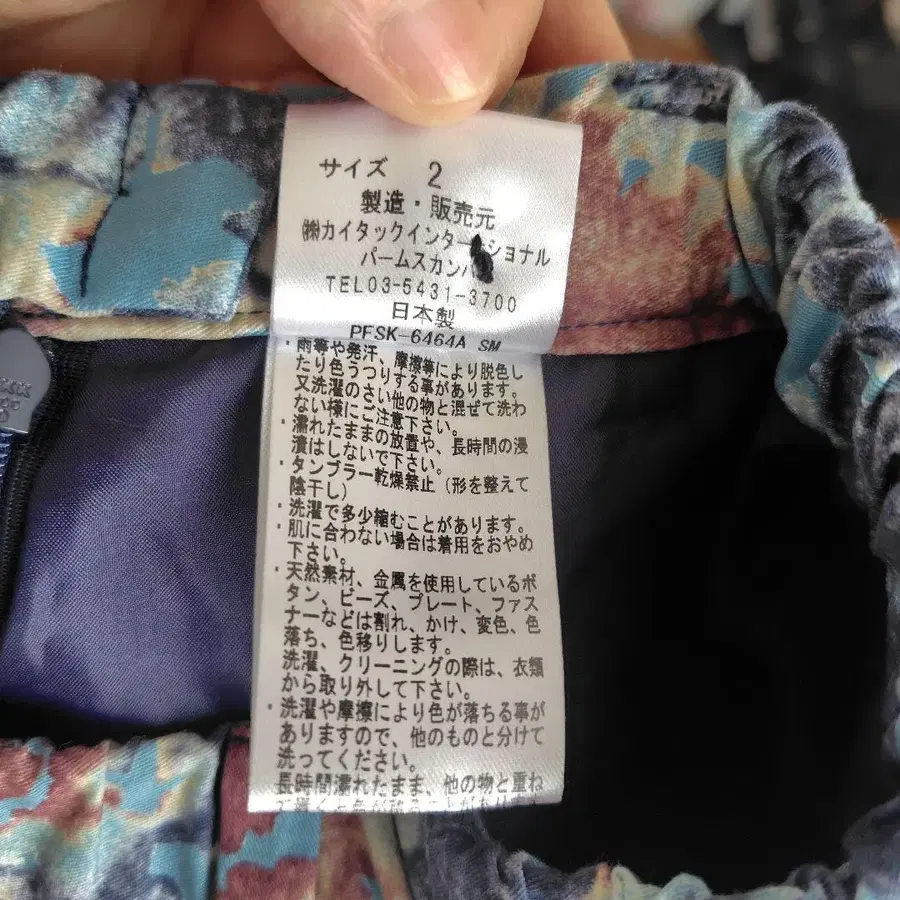 サイズ 2
製造・販売元
㈱カイタックインターショナル
パームスカンパ
TEL03-5431-3700
日本製
PFSK-6464A SM
・雨等や発汗、摩擦等により脱色し
たり色うつりする事があります。
又洗濯のさい他の物と混ぜて洗わ
ない様にご注意下さい。
・濡れたままの放置や、長時間の浸
漬はしないで下さい。
・タンブラー乾燥禁止（形を整えて
陰干し）
・洗濯で多少縮むことがあります。
・肌に合わない場合は着用をおやめ
下さい。
・天然素材、金属を使用しているボ
タン、ビーズ、プレート、ファス
ナーなどは割れ、かけ、変色、色
落ち、色移りします。
洗濯、クリーニングの際は、衣類
から取り外して下さい。
・洗濯や摩擦により色が落ちる事が
ありますので、他のものと分けて
洗ってください。
長時間濡れたまま、他の物と重ね